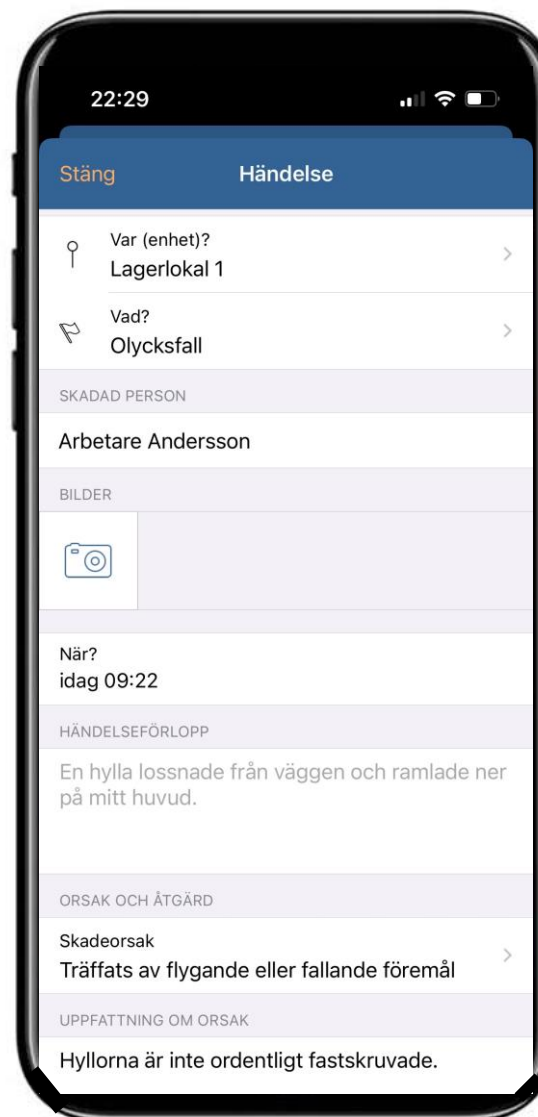 22:29
Stäng Händelse
Var (enhet)?
Lagerlokal 1
Vad?
Olycksfall
SKADAD PERSON
Arbetare Andersson
BILDER
När?
idag 09:22
HÄNDELSEFÖRLOPP
En hylla lossnade från väggen och ramlade ner
på mitt huvud.
ORSAK OCH ÅTGÄRD
Skadeorsak
Träffats av flygande eller fallande föremål
UPPFATTNING OM ORSAK
Hyllorna är inte ordentligt fastskruvade.